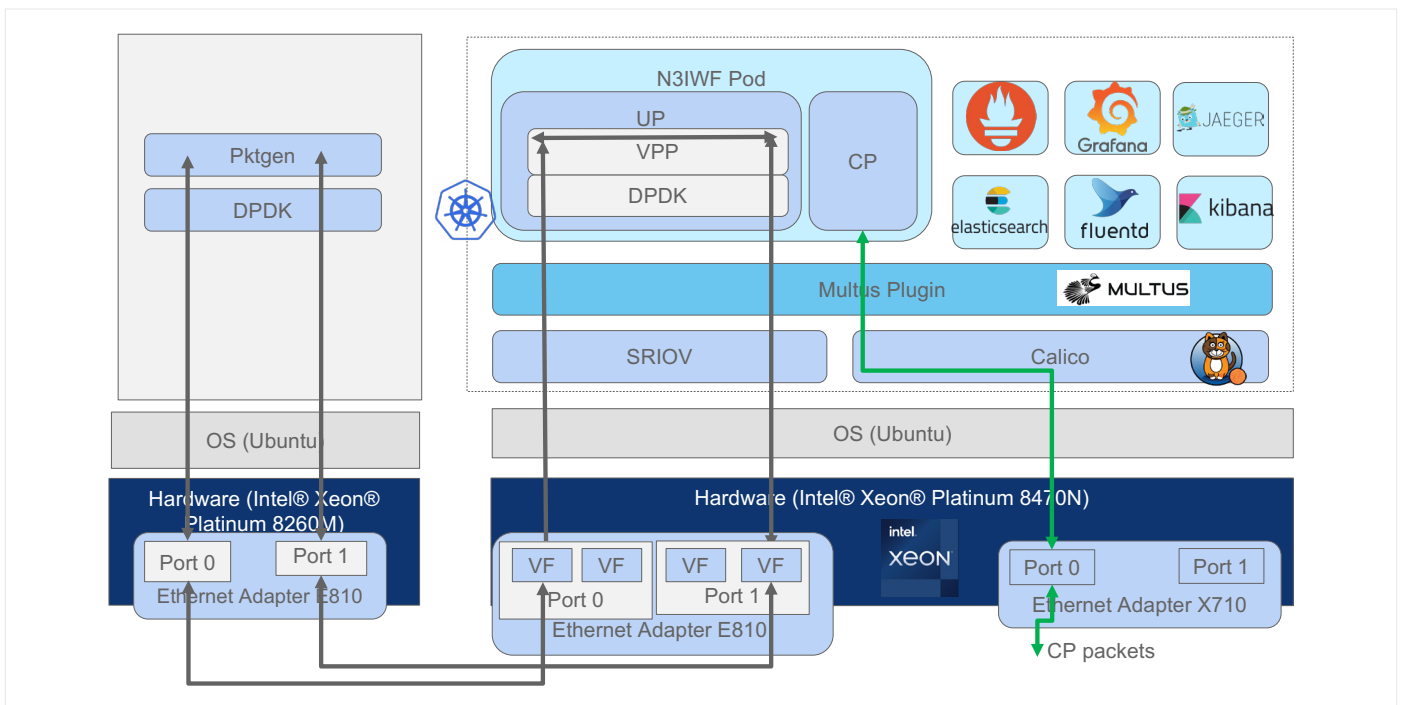 Pktgen
DPDK
OS (Ubuntu)
Hardware (Intel® Xeon®
Platinum 8260M)
Port 0
Port 1
Ethernet Adapter E810
N3IWF Pod
UP
VPP
DPDK
CP
Grafana
JAEGER
elasticsearch
fluentd
kibana
Multus Plugin
MULTUS
SRIOV
Calico
OS (Ubuntu)
Hardware (Intel® Xeon® Platinum 8470N)
VF
VF
Port 0
VF
VF
Port 1
Ethernet Adapter E810
intel
xeon
Port 0
Port 1
Ethernet Adapter X710
CP packets